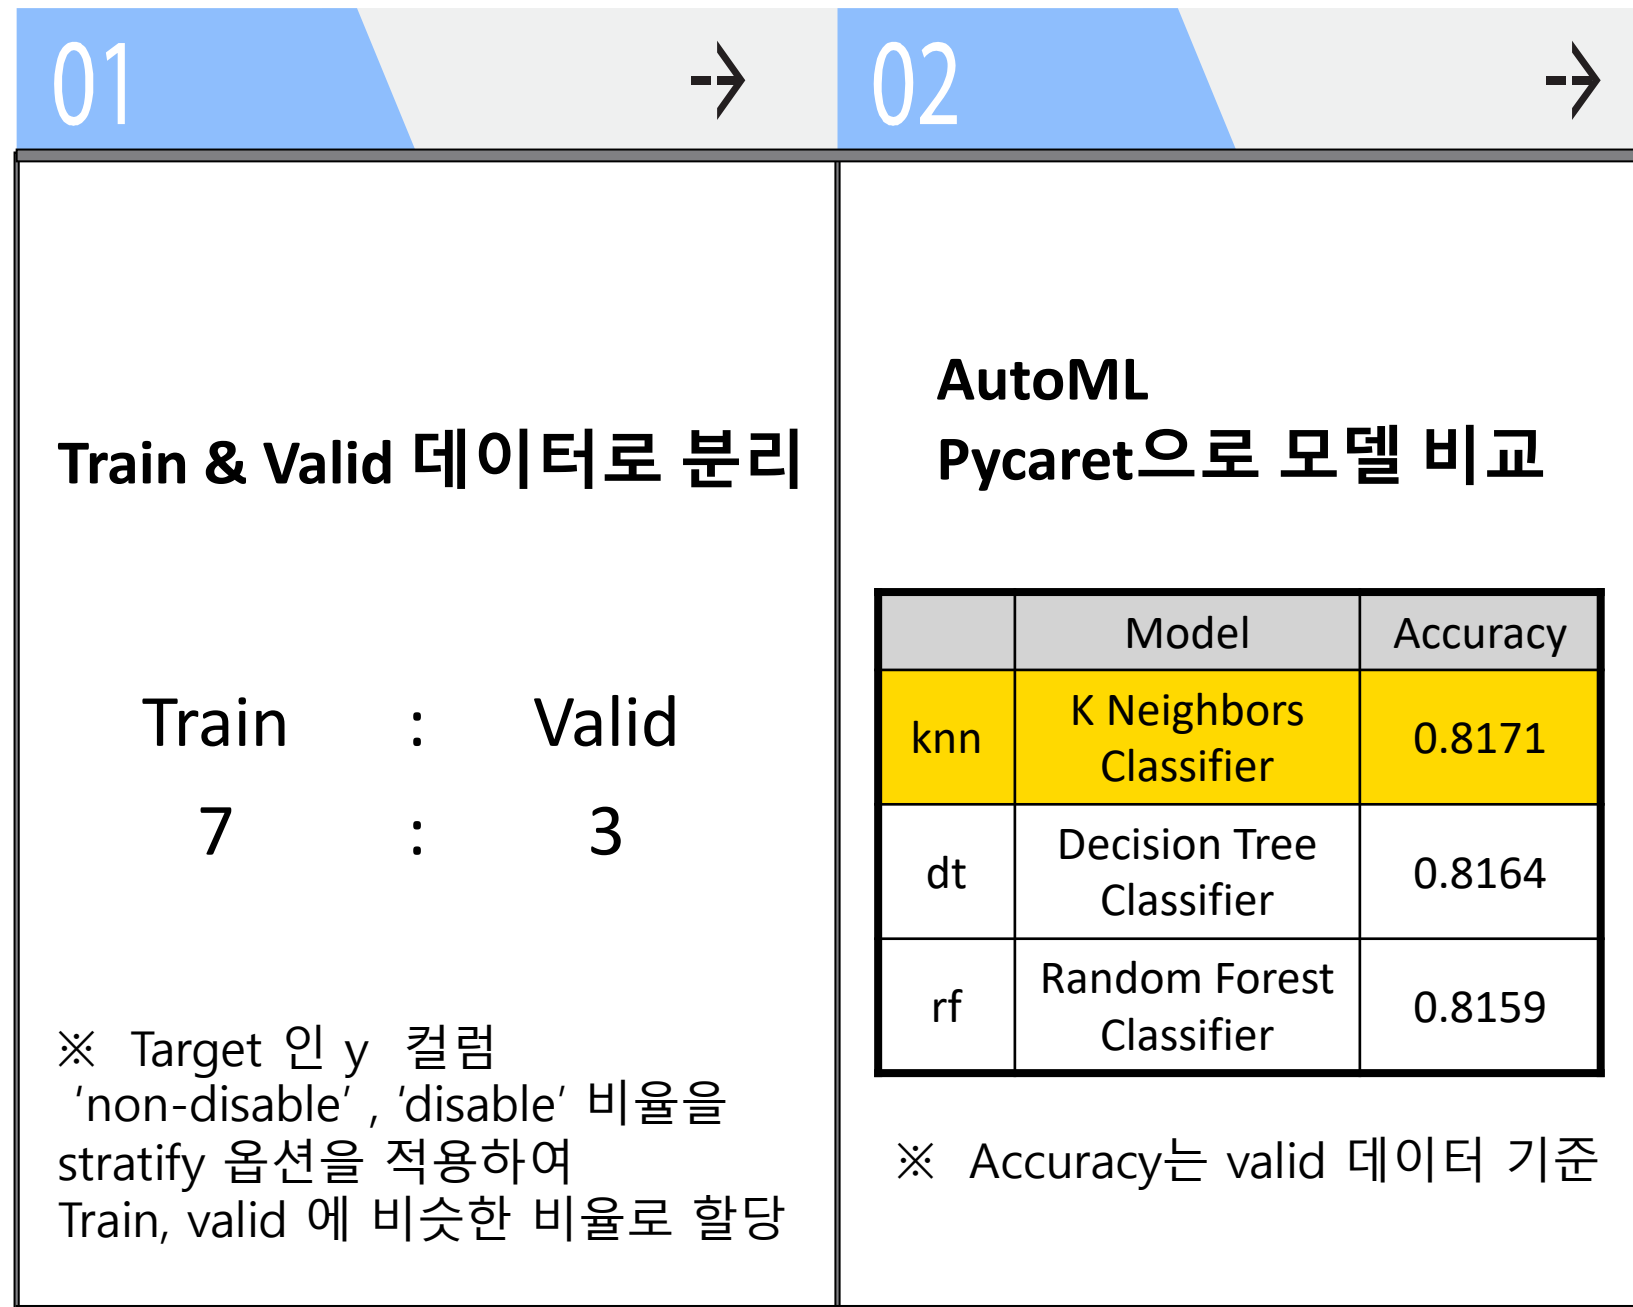 01
Train & Valid 데이터로 분리
Train : Valid
7 : 3
※ Target 인 y 컬럼
‘non-disable’ , ‘disable’ 비율을
stratify 옵션을 적용하여
Train, valid 에 비슷한 비율로 할당
02
AutoML
Pycaret으로 모델 비교
Model Accuracy
knn K Neighbors Classifier 0.8171
dt Decision Tree Classifier 0.8164
rf Random Forest Classifier 0.8159
※ Accuracy는 valid 데이터 기준